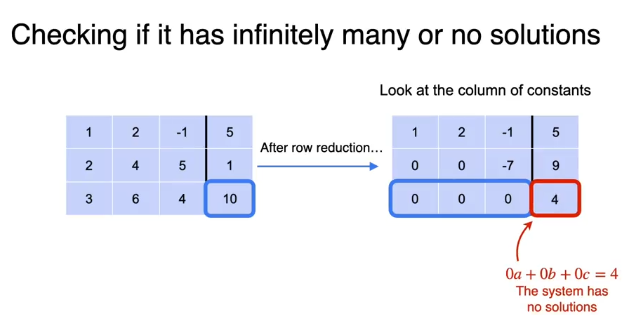 Checking if it has infinitely many or no solutions
Look at the column of constants
1 2 -1 5
2 4 5 1
3 6 4 10
After row reduction...
1 2 -1 5
0 0 -7 9
0 0 0 4
0a + 0b + 0c = 4
The system has
no solutions